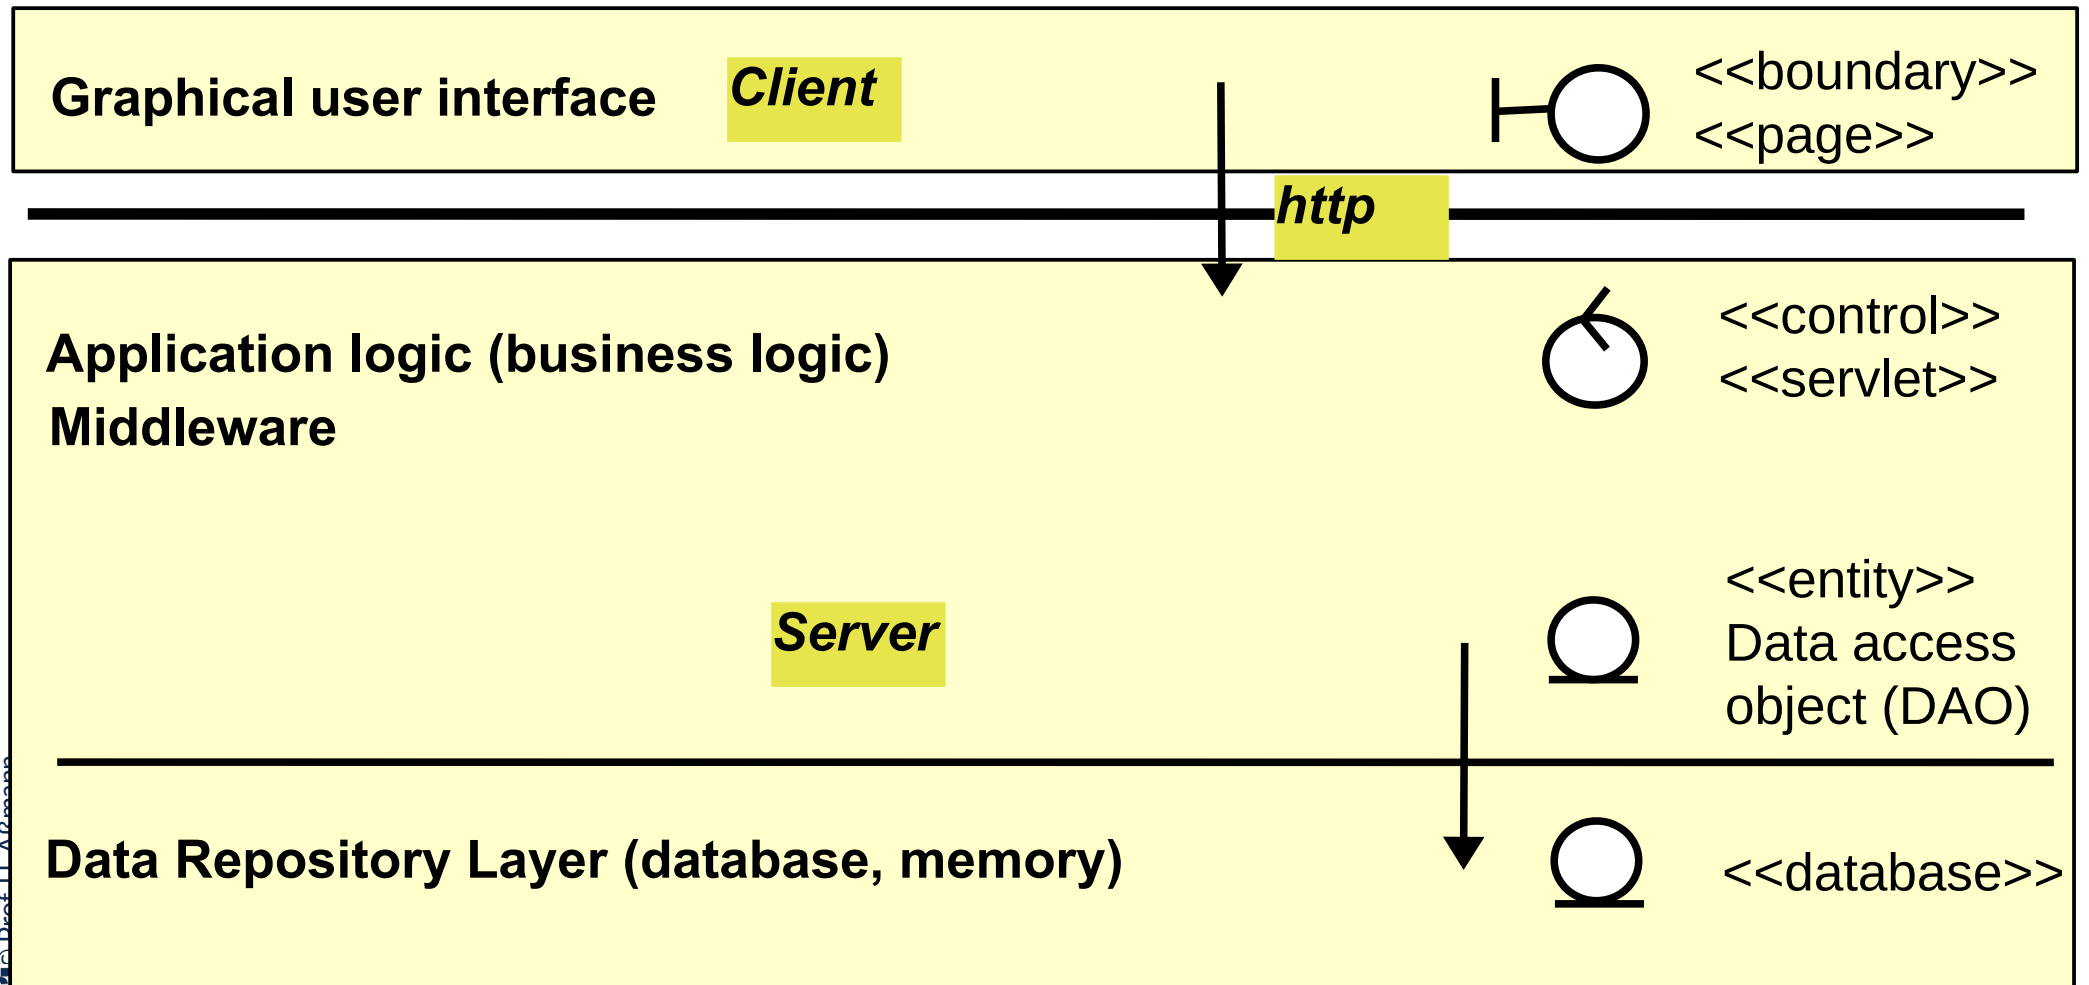 Graphical user interface
Client
<<boundary>>
<<page>>
http
Application logic (business logic)
Middleware
<<control>>
<<servlet>>
Server
<<entity>>
Data access
object (DAO)
Data Repository Layer (database, memory)
<<database>>